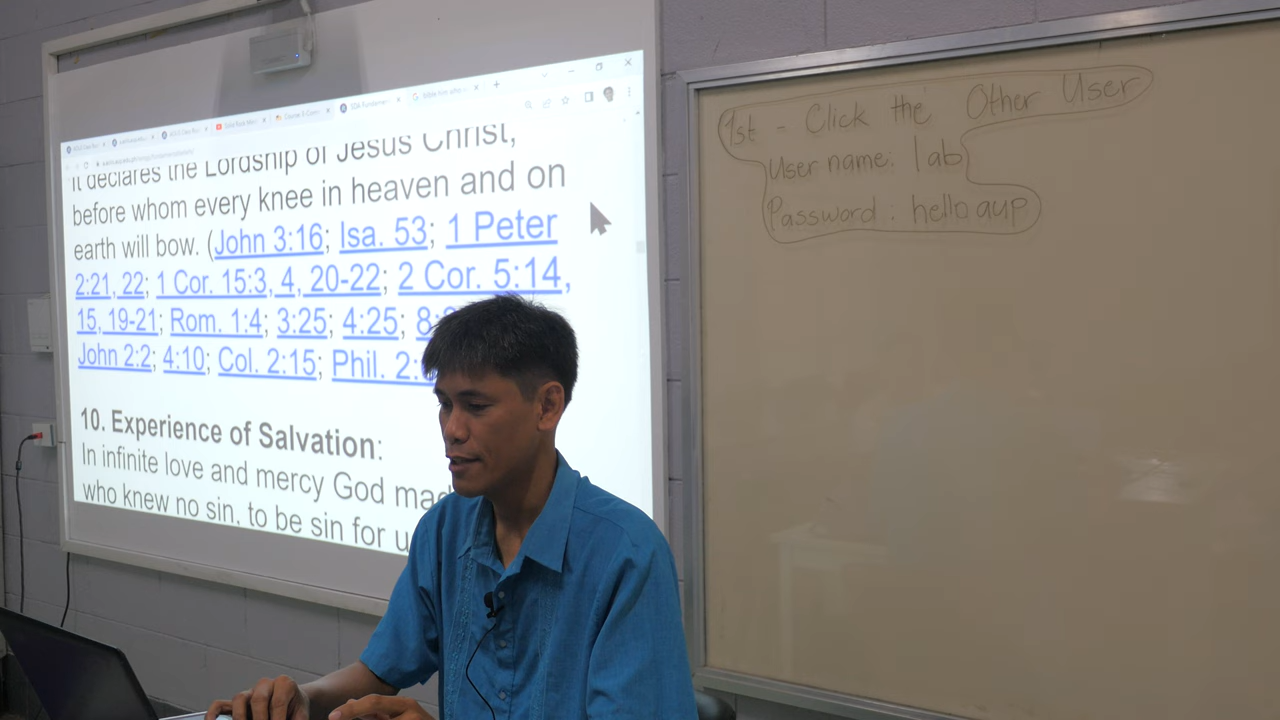 it declares the Lordship of Jesus Christ,
before whom every knee in heaven and on
earth will bow. (John 3:16; Isa. 53; 1 Peter
2:21, 22; 1 Cor. 15:3, 4, 20-22; 2 Cor. 5:14,
15, 19-21; Rom. 1:4; 3:25; 4:25; 8:
John 2:2; 4:10; Col. 2:15; Phil. 2:
10. Experience of Salvation:
In infinite love and mercy God mad
who knew no sin, to be sin for u
1st - Click the Other User
User name: lab
Password: hello aup